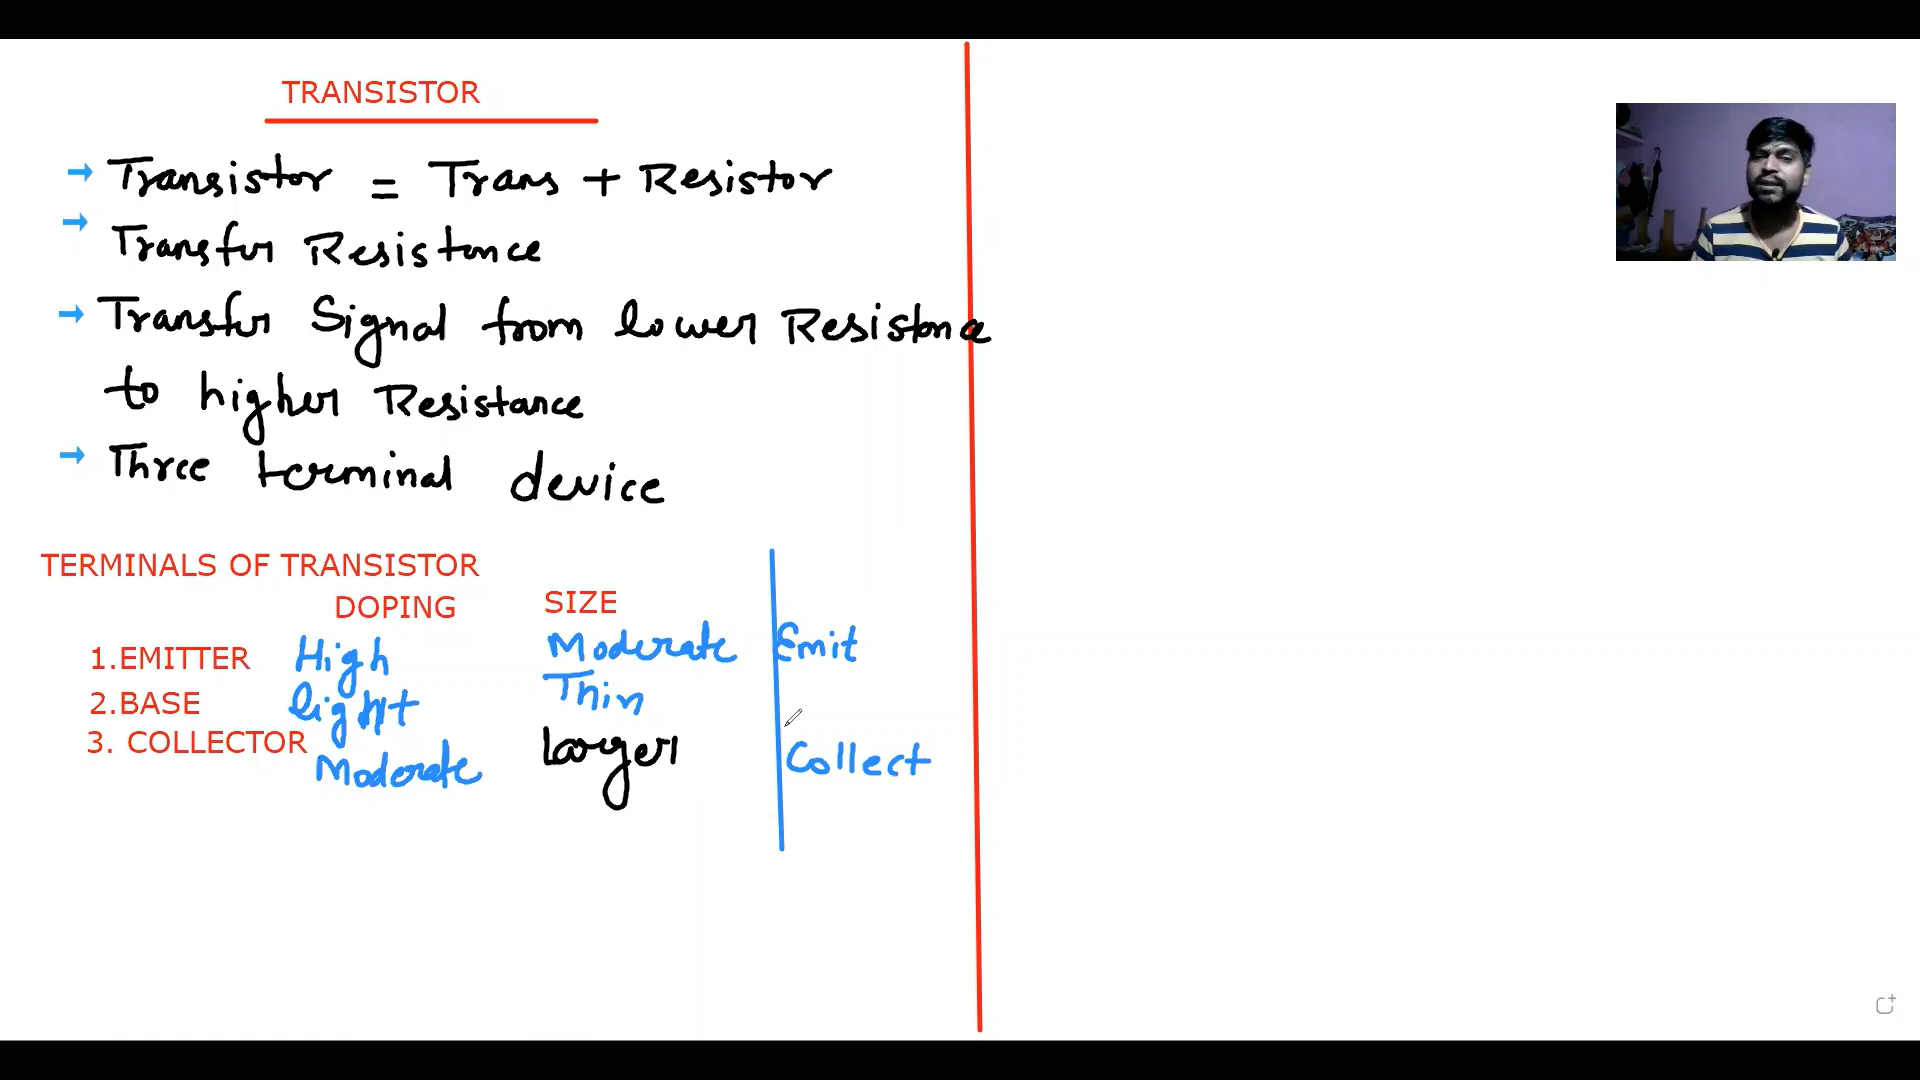 TRANSISTOR
→ Transistor = Trans + Resistor
→ Transfer Resistance
→ Transfer Signal from lower Resistance
to higher Resistance
→ Three terminal device
TERMINALS OF TRANSISTOR
DOPING SIZE
1.EMITTER High Moderate Emit
2.BASE light Thin
3. COLLECTOR Moderate Larger Collect